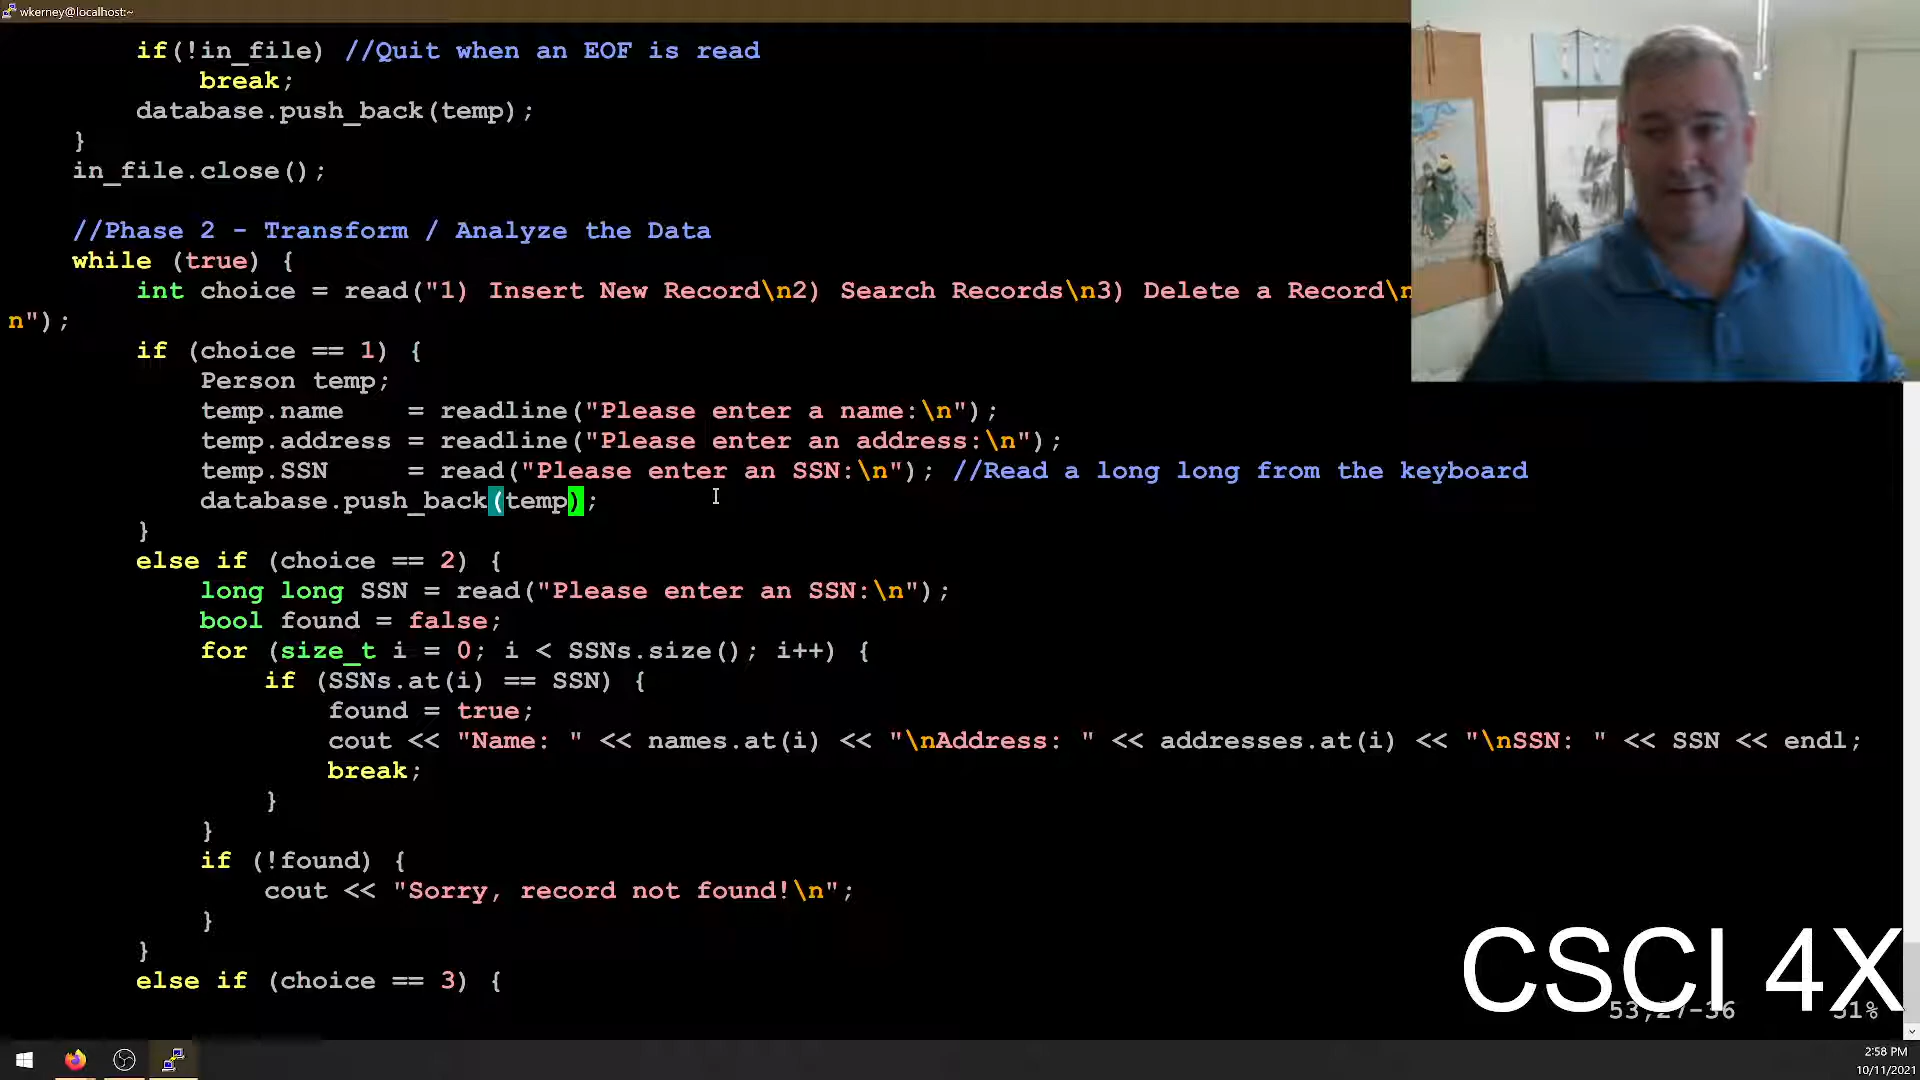 wkerney@localhost:~
if(!in_file) //Quit when an EOF is read
break;
database.push_back(temp);
}
in_file.close();
//Phase 2 - Transform / Analyze the Data
while (true) {
int choice = read("1) Insert New Record\n2) Search Records\n3) Delete a Record\n
n");
if (choice == 1) {
Person temp;
temp.name    = readline("Please enter a name:\n");
temp.address = readline("Please enter an address:\n");
temp.SSN     = read("Please enter an SSN:\n"); //Read a long long from the keyboard
database.push_back(temp);
}
else if (choice == 2) {
long long SSN = read("Please enter an SSN:\n");
bool found = false;
for (size_t i = 0; i < SSNs.size(); i++) {
if (SSNs.at(i) == SSN) {
found = true;
cout << "Name: " << names.at(i) << "\nAddress: " << addresses.at(i) << "\nSSN: " << SSN << endl;
break;
}
}
if (!found) {
cout << "Sorry, record not found!\n";
}
}
else if (choice == 3) {
CSCI 4X
53,27-36
2:58 PM
10/11/2021